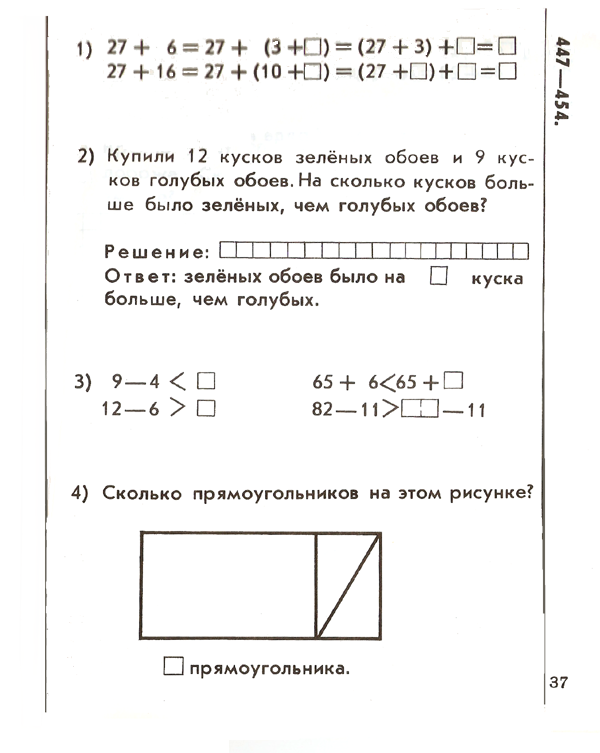 1) 27 + 6 = 27 + (3 + □) = (27 + 3) + □ = □
27 + 16 = 27 + (10 + □) = (27 + □) + □ = □
447—454.
2) Купили 12 кусков зелёных обоев и 9 кус-
ков голубых обоев. На сколько кусков боль-
ше было зелёных, чем голубых обоев?
Решение:
Ответ: зелёных обоев было на □ куска
больше, чем голубых.
3) 9—4 < □ 65 + 6<65 + □
12—6 > □ 82—11>□□—11
4) Сколько прямоугольников на этом рисунке?
□ прямоугольника.
37